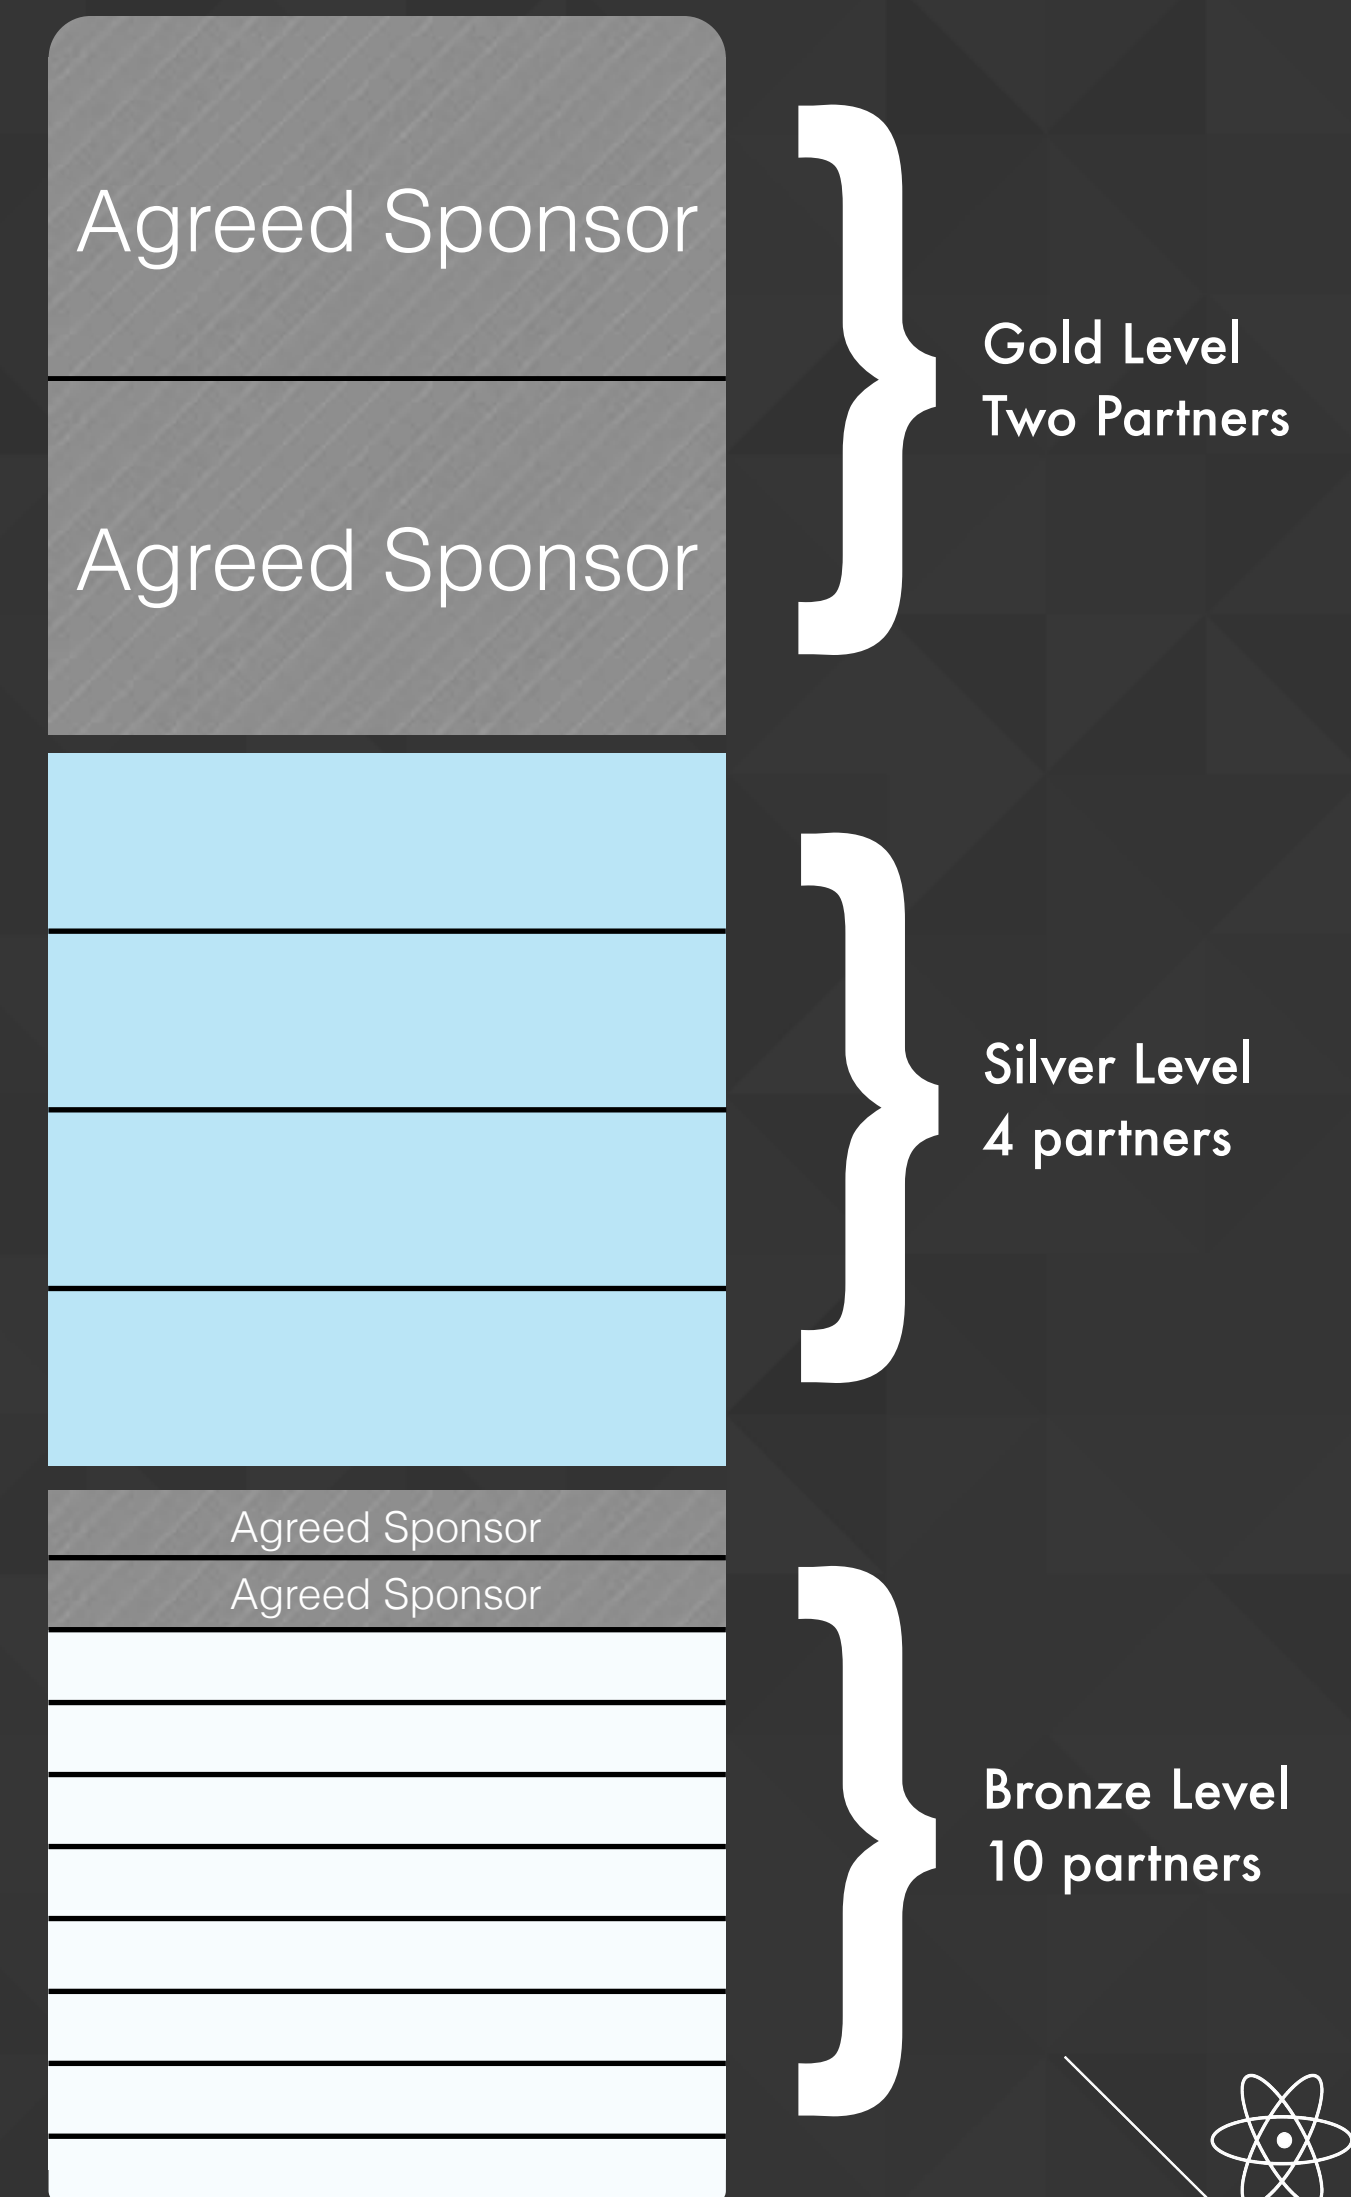 Agreed Sponsor
Agreed Sponsor
Gold Level
Two Partners
Silver Level
4 partners
Agreed Sponsor
Agreed Sponsor
Bronze Level
10 partners